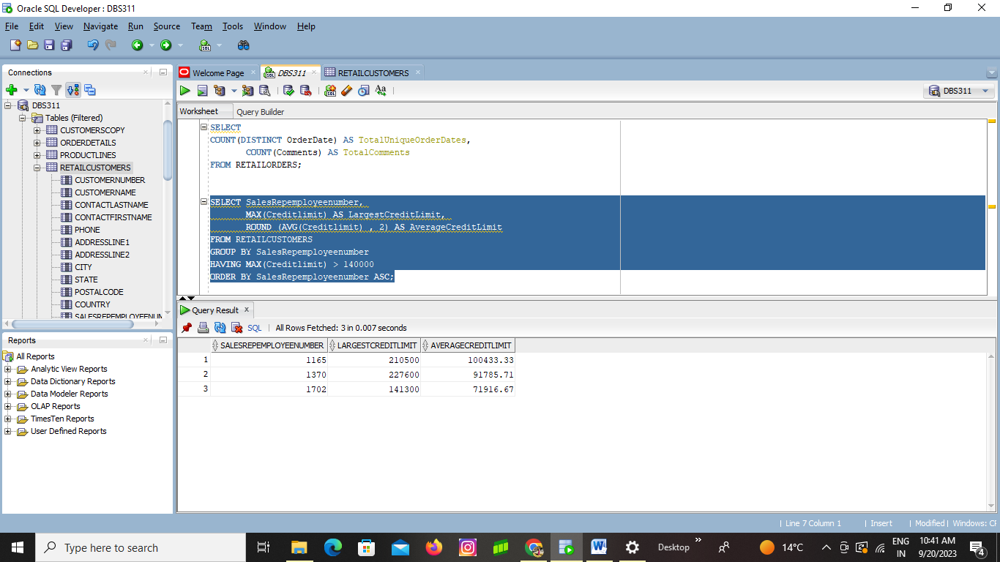 Oracle SQL Developer : DBS311
File Edit View Navigate Run Source Team Tools Window Help
Connections
DBS311
Tables (Filtered)
CUSTOMERSCOPY
ORDERDETAILS
PRODUCTLINES
RETAILCUSTOMERS
CUSTOMERNUMBER
CUSTOMERNAME
CONTACTLASTNAME
CONTACTFIRSTNAME
PHONE
ADDRESSLINE1
ADDRESSLINE2
CITY
STATE
POSTALCODE
COUNTRY
SALESREPEMPLOYEENUM
Reports
All Reports
Analytic View Reports
Data Dictionary Reports
Data Modeler Reports
OLAP Reports
TimesTen Reports
User Defined Reports
Welcome Page DBS311 RETAILCUSTOMERS
DBS311
Worksheet Query Builder
SELECT
COUNT(DISTINCT OrderDate) AS TotalUniqueOrderDates,
COUNT(Comments) AS TotalComments
FROM RETAILORDERS;
SELECT SalesRepemployeenumber,
MAX(Creditlimit) AS LargestCreditLimit,
ROUND (AVG(Creditlimit) , 2) AS AverageCreditLimit
FROM RETAILCUSTOMERS
GROUP BY SalesRepemployeenumber
HAVING MAX(Creditlimit) > 140000
ORDER BY SalesRepemployeenumber ASC;
Query Result x
SQL | All Rows Fetched: 3 in 0.007 seconds
SALESREPEMPLOYEENUMBER LARGESTCREDITLIMIT AVERAGECREDITLIMIT
1 1165 210500 100433.33
2 1370 227600 91785.71
3 1702 141300 71916.67
| Line 7 Column 1 | Insert | Modified | Windows: CF
Type here to search
Desktop
14°C
ENG
IN
10:41 AM
9/20/2023
4